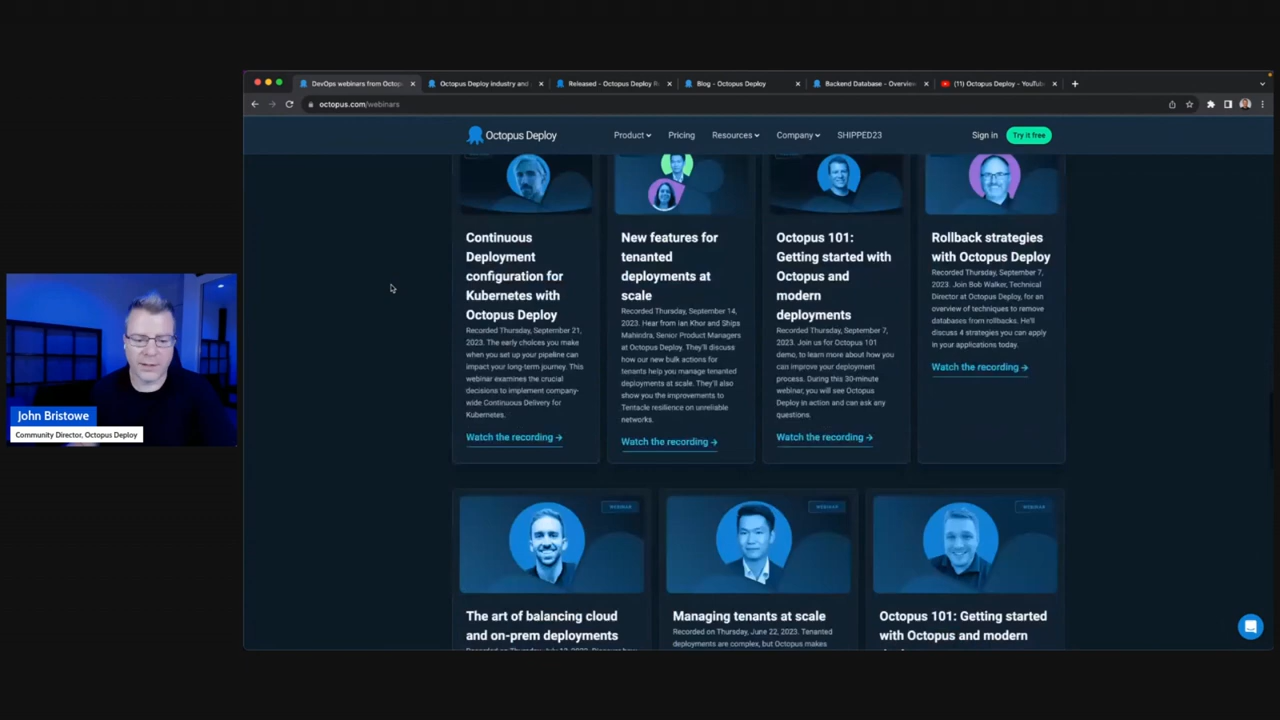 DevOps webinars from Octop
Octopus Deploy industry and
Released - Octopus Deploy R
Blog - Octopus Deploy
Backend Database - Overview
(11) Octopus Deploy - YouTube
octopus.com/webinars
Octopus Deploy
Product
Pricing
Resources
Company
SHIPPED23
Sign in
Try it free
Continuous
Deployment
configuration for
Kubernetes with
Octopus Deploy
Recorded Thursday, September 21,
2023. The early choices you make
when you set up your pipeline can
impact your long-term journey. This
webinar examines the crucial
decisions to implement company-
wide Continuous Delivery for
Kubernetes.
Watch the recording →
New features for
tenanted
deployments at
scale
Recorded Thursday, September 14,
2023. Hear from Ian Khor and Ships
Mahindra, Senior Product Managers
at Octopus Deploy. They'll discuss
how our new bulk actions for
tenants help you manage tenanted
deployments at scale. They'll also
show you the improvements to
Tentacle resilience on unreliable
networks.
Watch the recording →
Octopus 101:
Getting started with
Octopus and
modern
deployments
Recorded Thursday, September 7,
2023. Join us for Octopus 101
demo, to learn more about how you
can improve your deployment
process. During this 30-minute
webinar, you will see Octopus
Deploy in action and can ask any
questions.
Watch the recording →
Rollback strategies
with Octopus Deploy
Recorded Thursday, September 7,
2023. Join Bob Walker, Technical
Director at Octopus Deploy, for an
overview of techniques to remove
databases from rollbacks. He'll
discuss 4 strategies you can apply
in your applications today.
Watch the recording →
WEBINAR
The art of balancing cloud
and on-prem deployments
WEBINAR
Managing tenants at scale
Recorded on Thursday, June 22, 2023. Tenanted
deployments are complex, but Octopus makes
WEBINAR
Octopus 101: Getting started
with Octopus and modern
John Bristowe
Community Director, Octopus Deploy